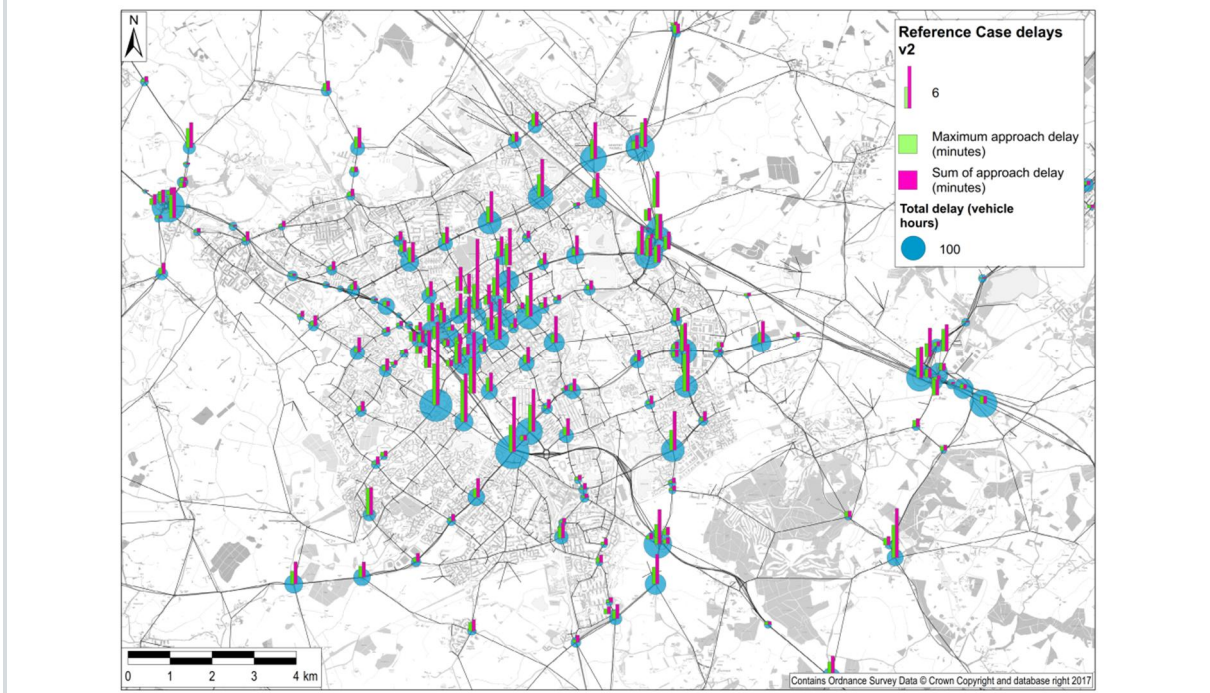 N
Reference Case delays
v2
6
Maximum approach delay
(minutes)
Sum of approach delay
(minutes)
Total delay (vehicle
hours)
100
0 1 2 3 4 km
Contains Ordnance Survey Data © Crown Copyright and database right 2017